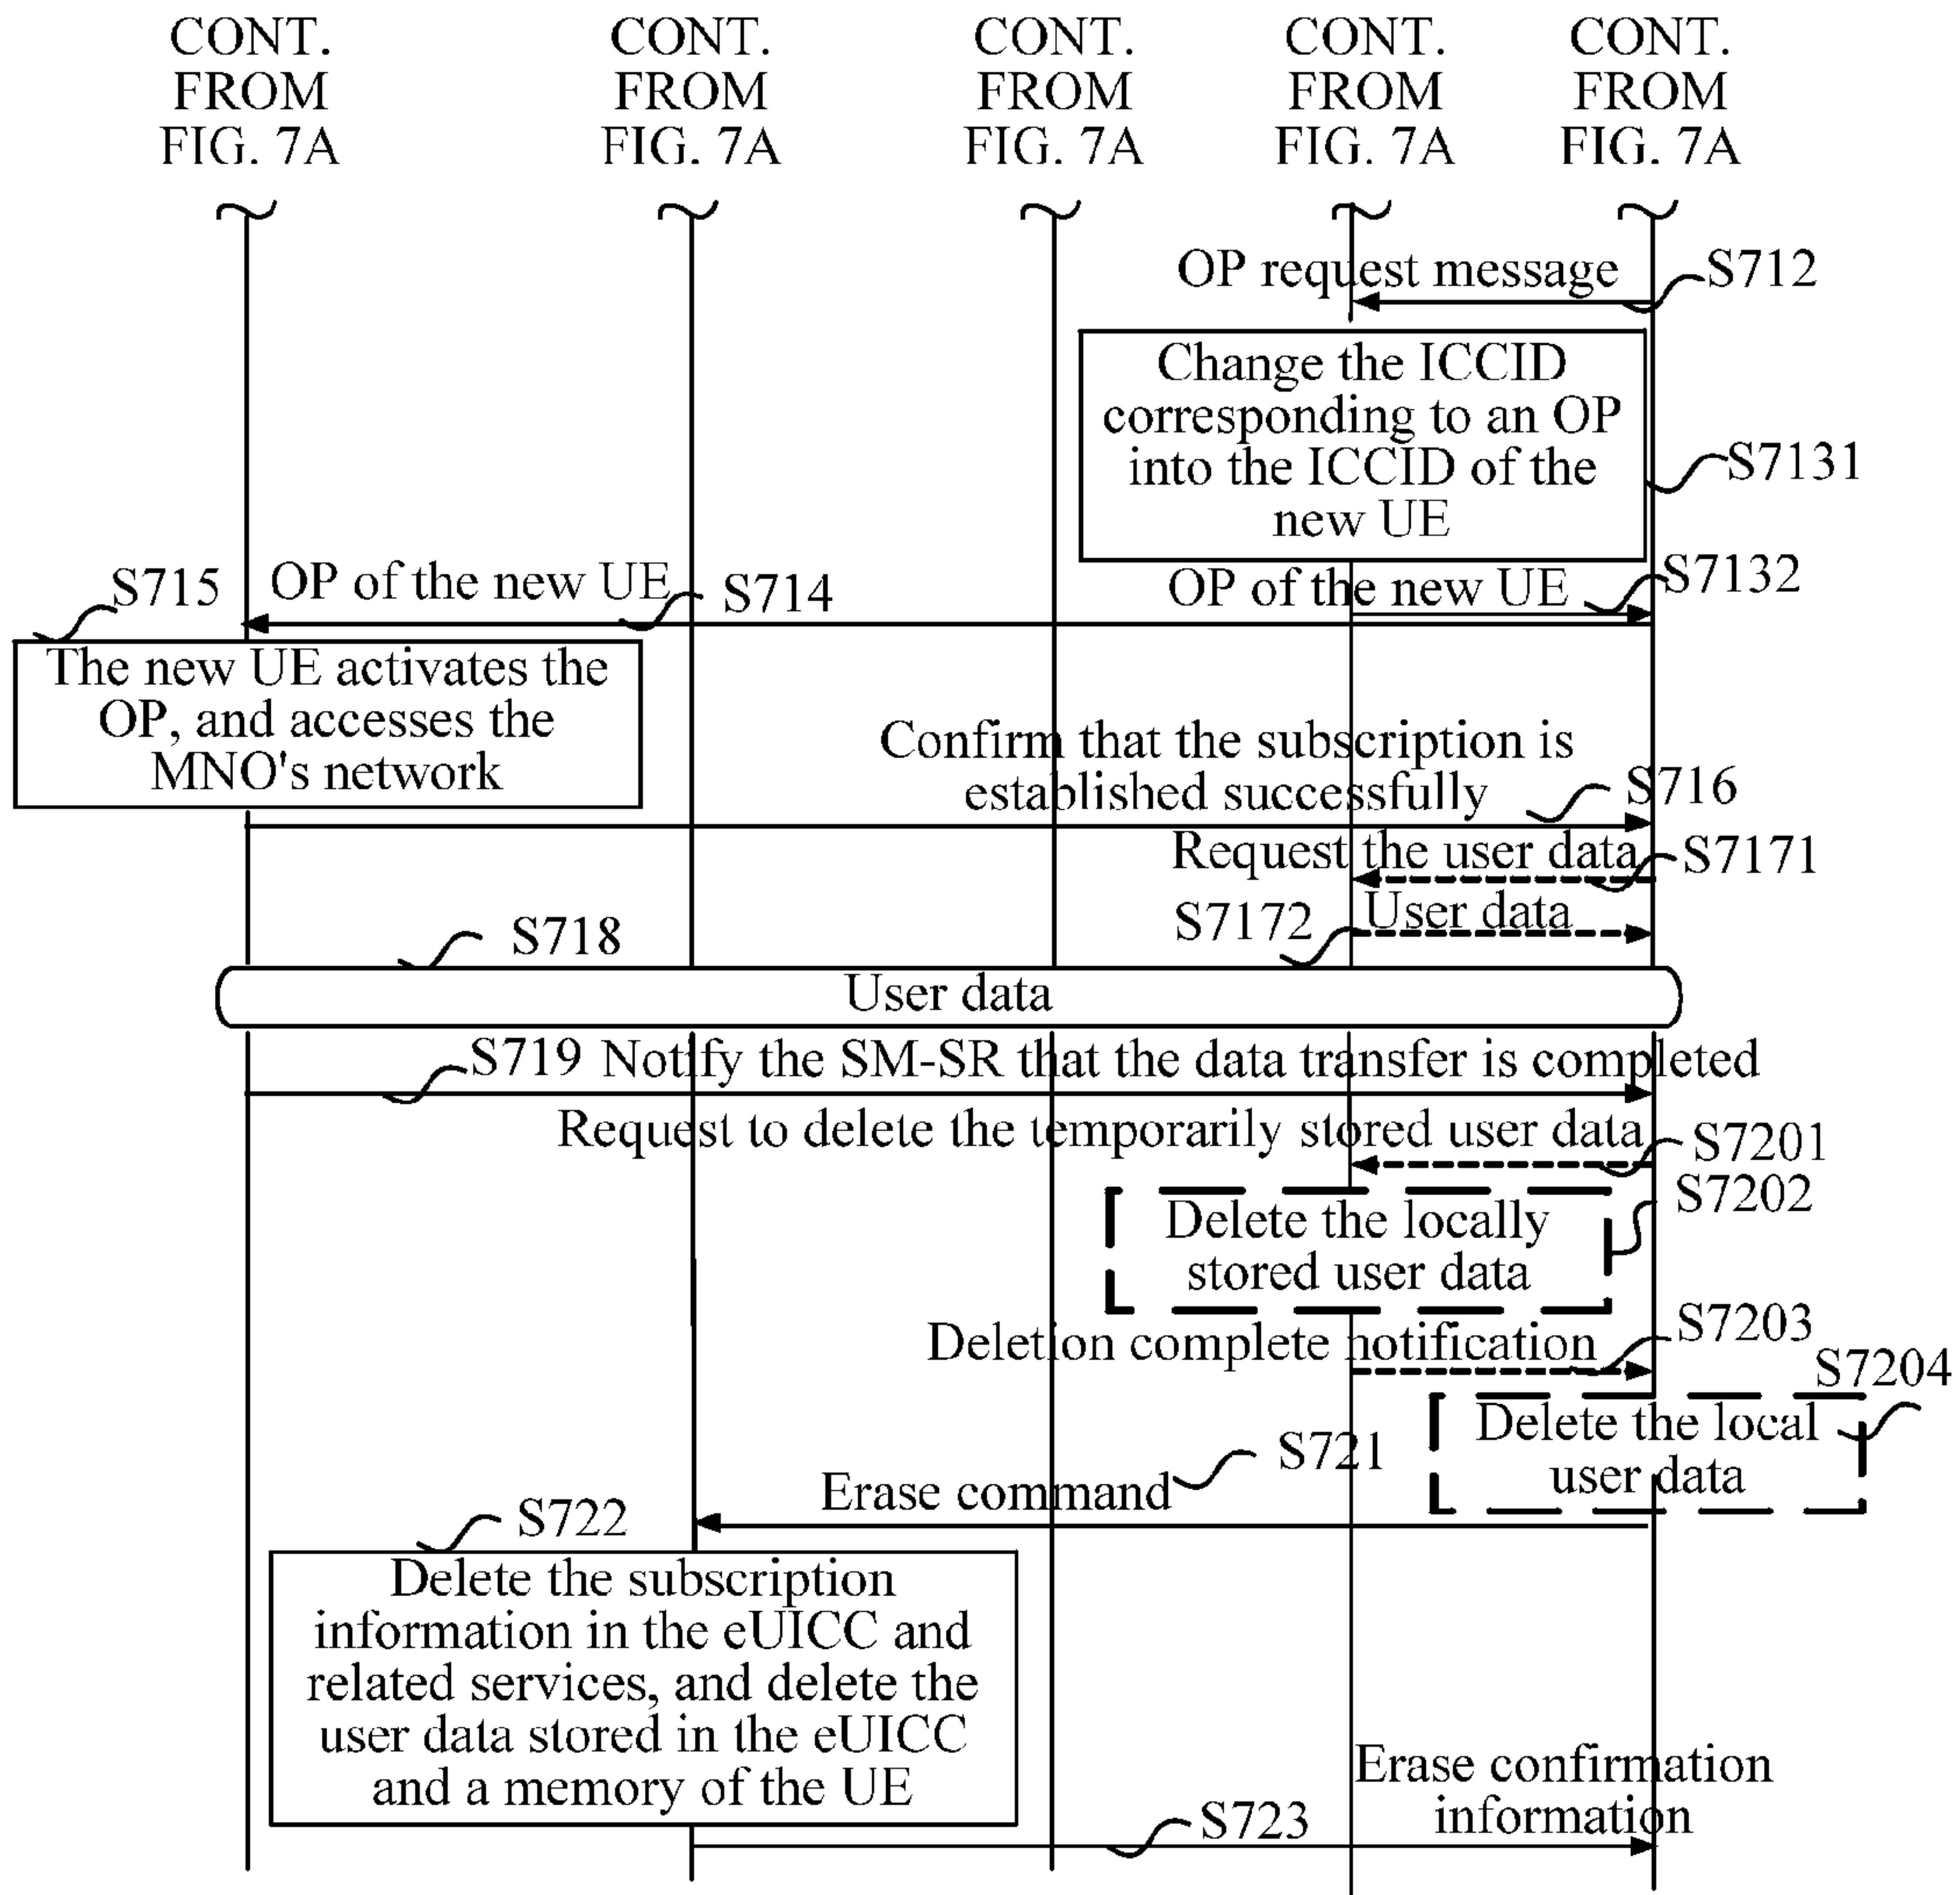 CONT.
FROM
FIG. 7A
CONT.
FROM
FIG. 7A
CONT.
FROM
FIG. 7A
CONT.
FROM
FIG. 7A
CONT.
FROM
FIG. 7A
OP request message
S712
Change the ICCID
corresponding to an OP
into the ICCID of the
new UE
S7131
OP of the new UE
S7132
OP of the new UE
S714
S715
The new UE activates the
OP, and accesses the
MNO's network
Confirm that the subscription is
established successfully
S716
Request the user data
S7171
S7172
User data
S718
User data
S719
Notify the SM-SR that the data transfer is completed
Request to delete the temporarily stored user data
S7201
S7202
Delete the locally
stored user data
Deletion complete notification
S7203
S7204
Delete the local
user data
S721
Erase command
S722
Delete the subscription
information in the eUICC and
related services, and delete the
user data stored in the eUICC
and a memory of the UE
Erase confirmation
information
S723